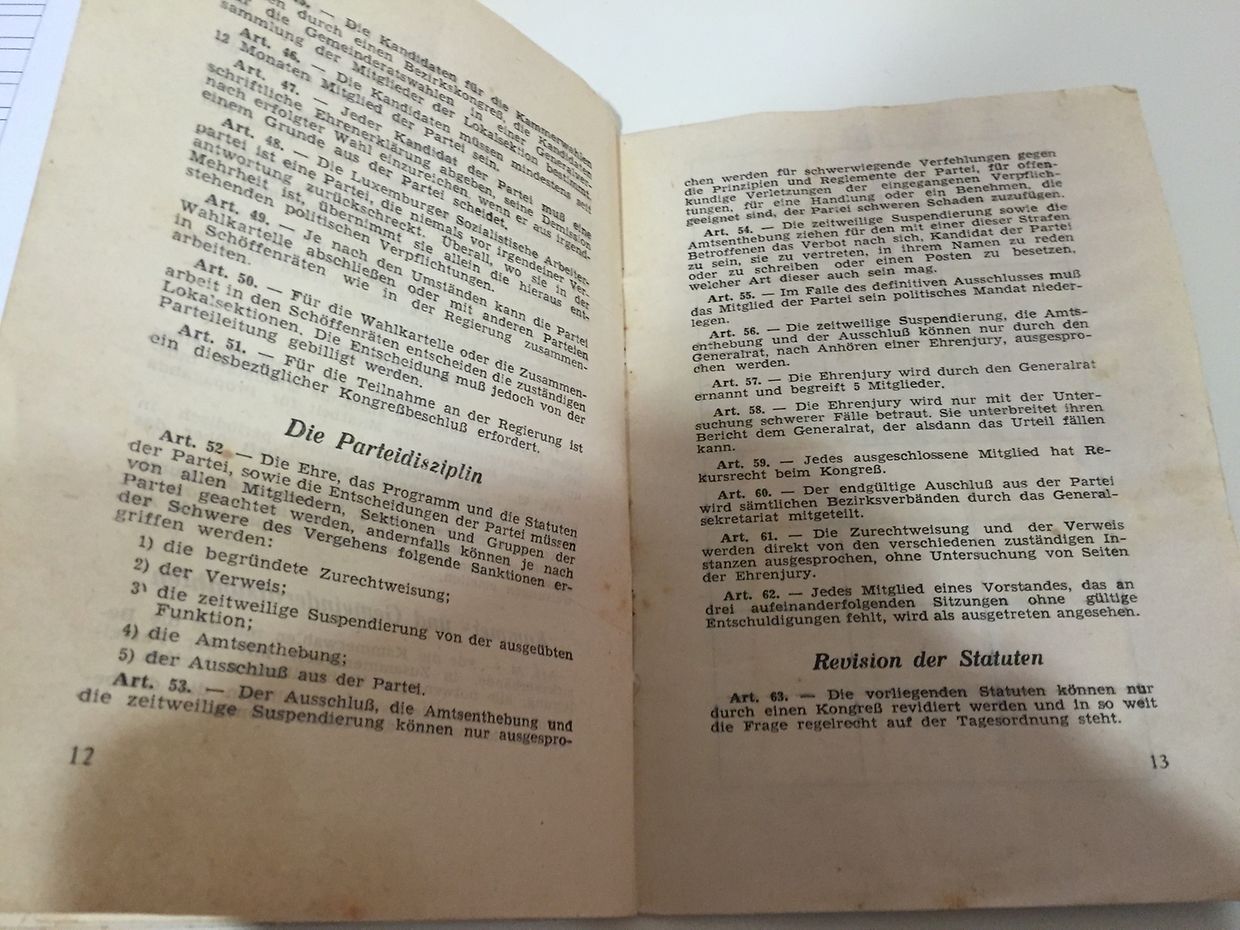 — Die Kandidaten für die Kammerwahlen
durch einen Bezirkskongreß, die Kandidaten
für die Gemeinderatswahlen in einer Generalver-
sammlung der Mitglieder der Lokalsektion bestimmt.
Art. 46. — Die Kandidaten müssen mindestens seit
12 Monaten Mitglied der Partei sein.
Art. 47. — Jeder Kandidat der Partei muß eine
schriftliche Ehrenerklärung abgeben, seine Demission
nach erfolgter Wahl einzureichen, wenn er aus irgend-
einem Grunde aus der Partei scheidet.
Art. 48. — Die Luxemburger Sozialistische Arbeiter-
partei ist eine Partei, die niemals vor irgendeiner Ver-
antwortung zurückschreckt. Überall, wo sie in der
Mehrheit ist, übernimmt sie allein die hieraus ent-
stehenden politischen Verpflichtungen.
Art. 49. — Je nach den Umständen kann die Partei
Wahlkartelle abschließen oder mit anderen Parteien
in Schöffenräten wie in der Regierung zusammen-
arbeiten.
Art. 50. — Für die Wahlkartelle oder die Zusammen-
arbeit in den Schöffenräten entscheiden die zuständigen
Lokalsektionen. Die Entscheidung muß jedoch von der
Parteileitung gebilligt werden.
Art. 51. — Für die Teilnahme an der Regierung ist
ein diesbezüglicher Kongreßbeschluß erfordert.
Die Parteidisziplin
Art. 52 — Die Ehre, das Programm und die Statuten
der Partei, sowie die Entscheidungen der Partei müssen
von allen Mitgliedern, Sektionen und Gruppen der
Partei geachtet werden, andernfalls können je nach
der Schwere des Vergehens folgende Sanktionen er-
griffen werden:
1) die begründete Zurechtweisung;
2) der Verweis;
3) die zeitweilige Suspendierung von der ausgeübten
Funktion;
4) die Amtsenthebung;
5) der Ausschluß aus der Partei.
Art. 53. — Der Ausschluß, die Amtsenthebung und
die zeitweilige Suspendierung können nur ausgespro-
12
chen werden für schwerwiegende Verfehlungen gegen
die Prinzipien und Reglemente der Partei, für offen-
kundige Verletzungen der eingegangenen Verpflich-
tungen, für eine Handlung oder ein Benehmen, die
geeignet sind, der Partei schweren Schaden zuzufügen.
Art. 54. — Die zeitweilige Suspendierung sowie die
Amtsenthebung ziehen für den mit einer dieser Strafen
Betroffenen das Verbot nach sich, Kandidat der Partei
zu sein, sie zu vertreten, in ihrem Namen zu reden
oder zu schreiben oder einen Posten zu besetzen,
welcher Art dieser auch sein mag.
Art. 55. — Im Falle des definitiven Ausschlusses muß
das Mitglied der Partei sein politisches Mandat nieder-
legen.
Art. 56. — Die zeitweilige Suspendierung, die Amts-
enthebung und der Ausschluß können nur durch den
Generalrat, nach Anhören einer Ehrenjury, ausgespro-
chen werden.
Art. 57. — Die Ehrenjury wird durch den Generalrat
ernannt und begreift 5 Mitglieder.
Art. 58. — Die Ehrenjury wird nur mit der Unter-
suchung schwerer Fälle betraut. Sie unterbreitet ihren
Bericht dem Generalrat, der alsdann das Urteil fällen
kann.
Art. 59. — Jedes ausgeschlossene Mitglied hat Re-
kursrecht beim Kongreß.
Art. 60. — Der endgültige Auschluß aus der Partei
wird sämtlichen Bezirksverbänden durch das General-
sekretariat mitgeteilt.
Art. 61. — Die Zurechtweisung und der Verweis
werden direkt von den verschiedenen zuständigen In-
stanzen ausgesprochen, ohne Untersuchung von Seiten
der Ehrenjury.
Art. 62. — Jedes Mitglied eines Vorstandes, das an
drei aufeinanderfolgenden Sitzungen ohne gültige
Entschuldigungen fehlt, wird als ausgetreten angesehen.
Revision der Statuten
Art. 63. — Die vorliegenden Statuten können nur
durch einen Kongreß revidiert werden und in so weit
die Frage regelrecht auf der Tagesordnung steht.
13